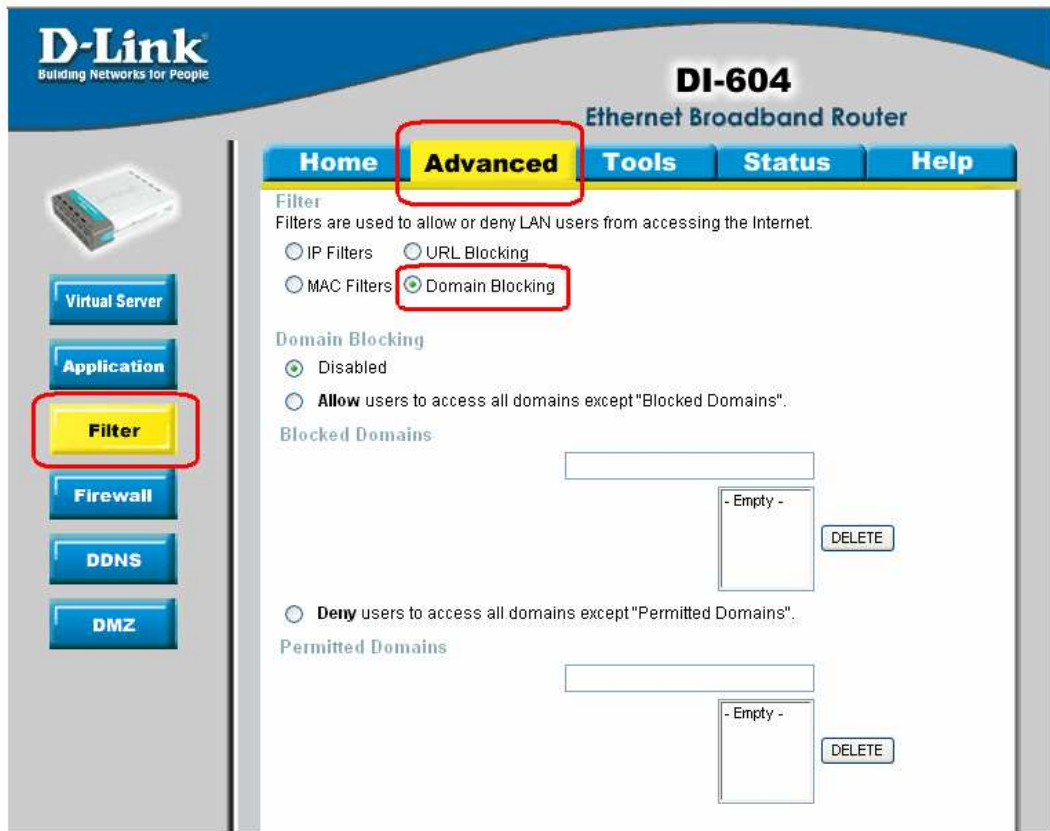 D-Link
Building Networks for People
DI-604
Ethernet Broadband Router
Home Advanced Tools Status Help
Filter
Filters are used to allow or deny LAN users from accessing the Internet.
IP Filters URL Blocking
MAC Filters Domain Blocking
Virtual Server
Application
Filter
Firewall
DDNS
DMZ
Domain Blocking
Disabled
Allow users to access all domains except "Blocked Domains".
Blocked Domains
- Empty -
DELETE
Deny users to access all domains except "Permitted Domains".
Permitted Domains
- Empty -
DELETE